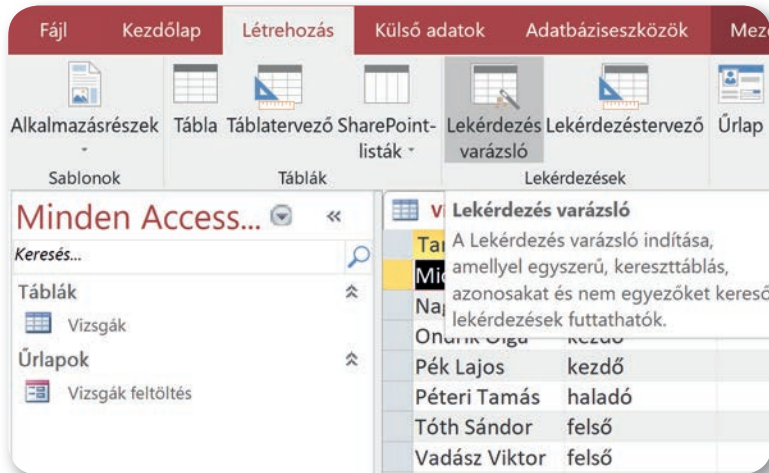 Fájl Kezdőlap Létrehozás Külső adatok Adatbáziseszközök
Alkalmazásrészek Tábla Táblatervező SharePoint-listák Lekérdezés varázsló Lekérdezéstervező Űrlap
Sablonok Táblák Lekérdezések
Minden Access...
Keresés...
Táblák
Vizsgák
Űrlapok
Vizsgák feltöltés
Lekérdezés varázsló
A Lekérdezés varázsló indítása,
amellyel egyszerű, kereszttáblás,
azonosakat és nem egyezőket kereső
lekérdezések futtathatók.
Pék Lajos kezdő
Péteri Tamás haladó
Tóth Sándor felső
Vadász Viktor felső